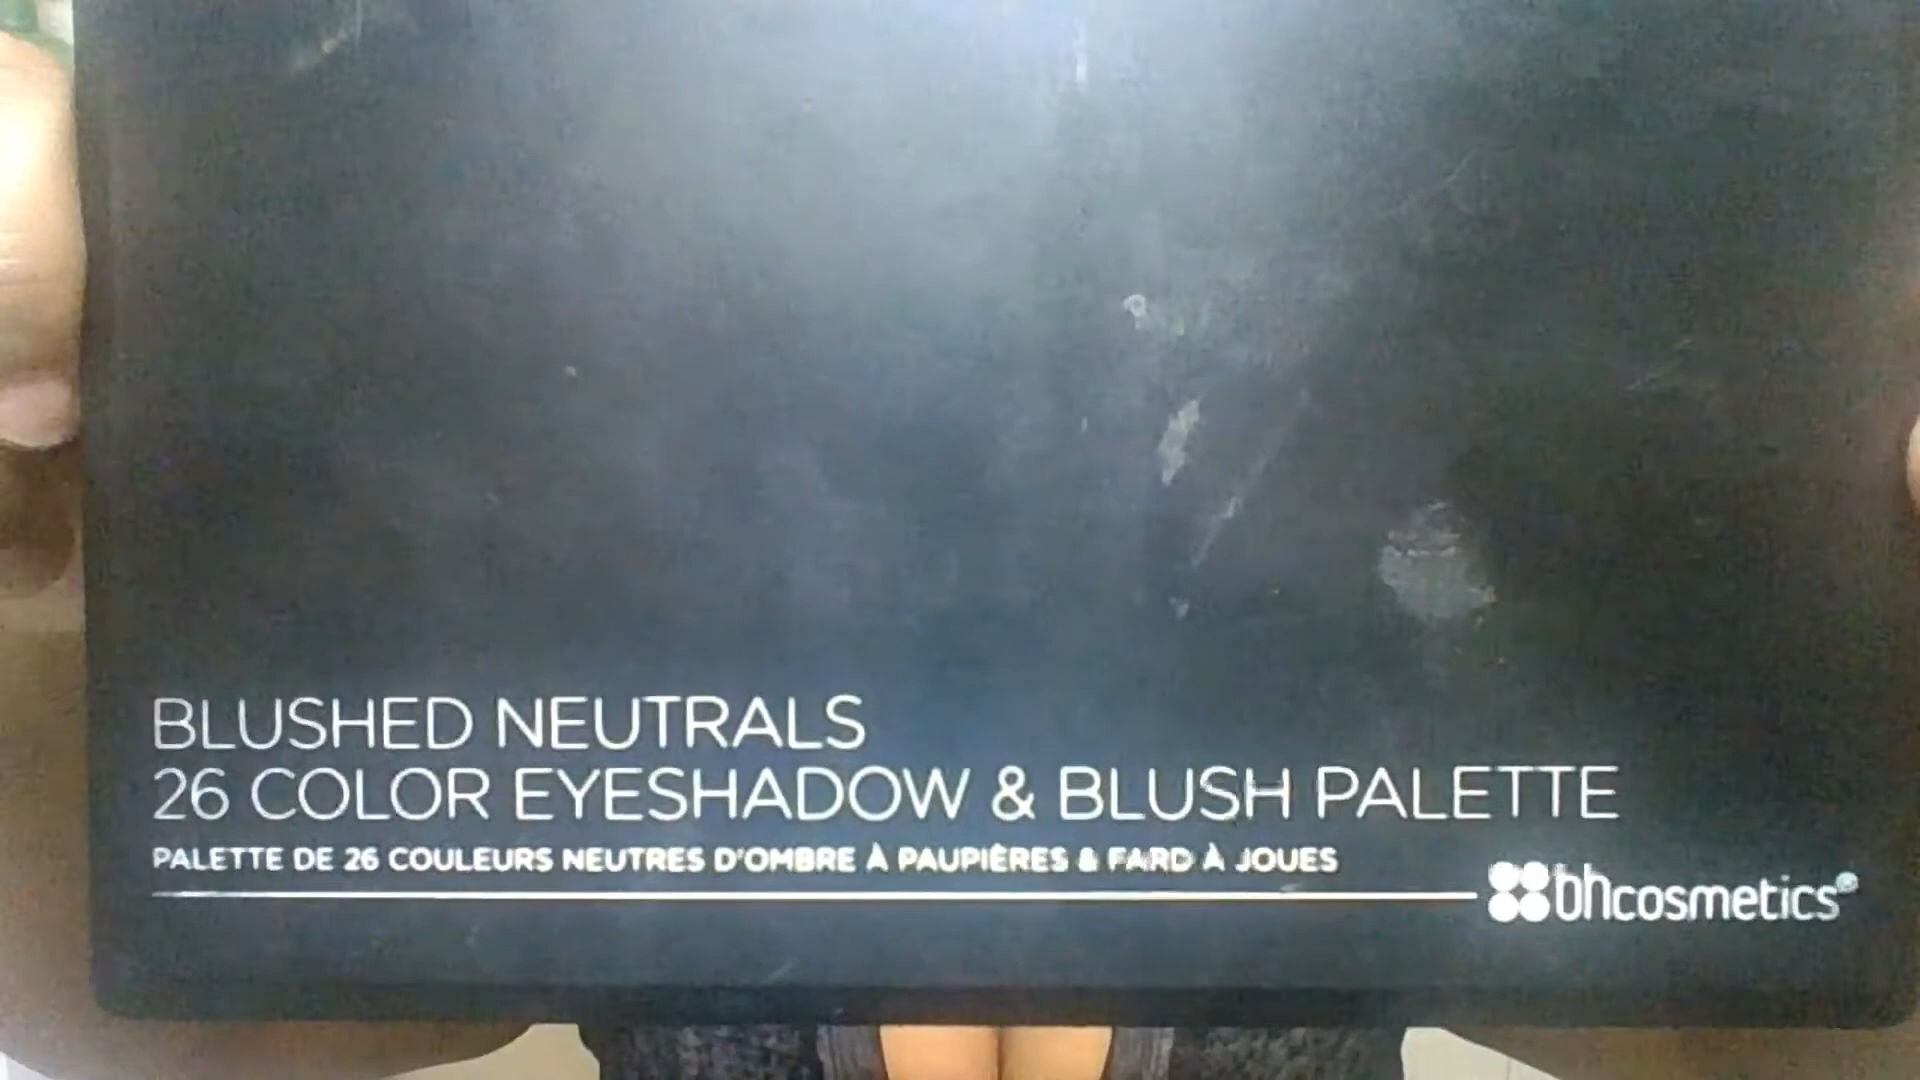 BLUSHED NEUTRALS
26 COLOR EYESHADOW & BLUSH PALETTE
PALETTE DE 26 COULEURS NEUTRES D'OMBRE À PAUPIÈRES & FARD À JOUES
bhcosmetics®